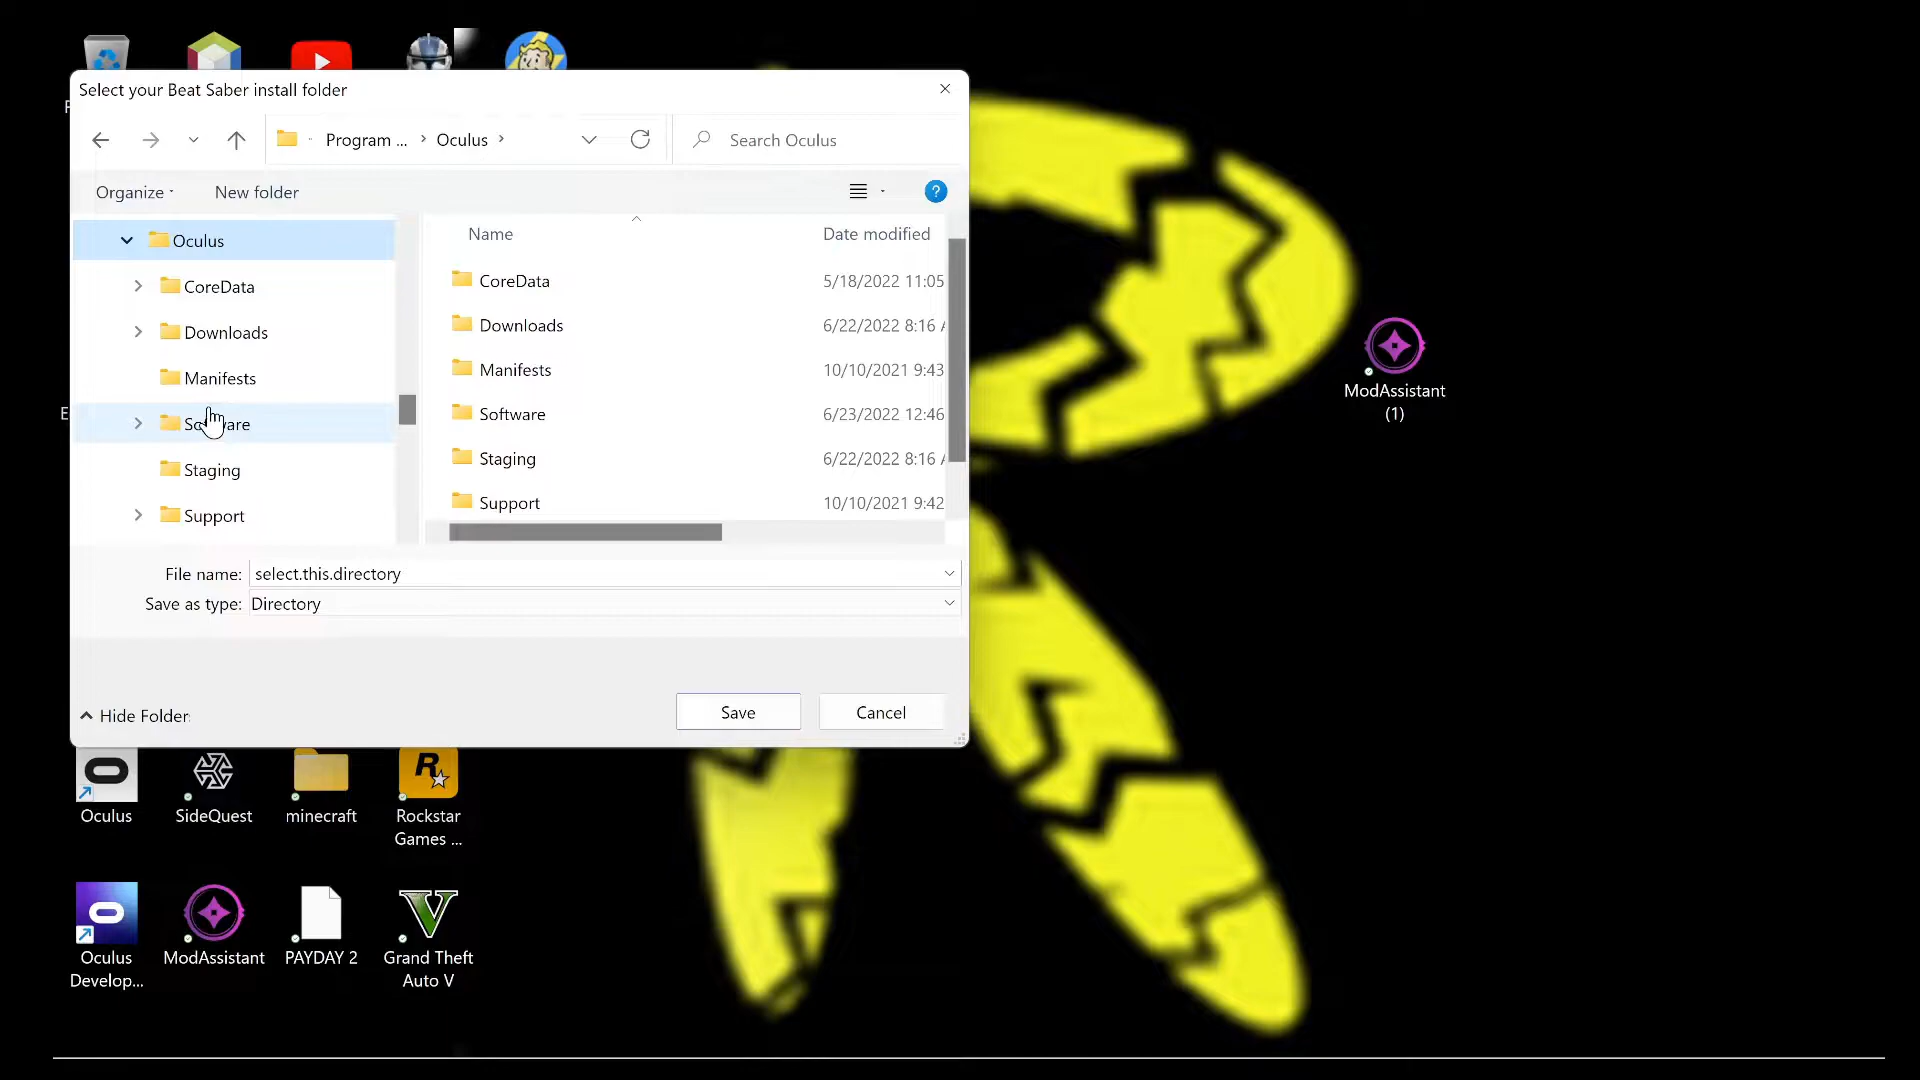 Select your Beat Saber install folder
Program ... Oculus
Search Oculus
Organize
New folder
?
Oculus
CoreData
Downloads
Manifests
Staging
Support
Name
Date modified
CoreData
5/18/2022 11:05
Downloads
6/22/2022 8:16
Manifests
10/10/2021 9:43
Software
6/23/2022 12:46
Staging
6/22/2022 8:16
Support
10/10/2021 9:42
File name: select.this.directory
Save as type: Directory
Hide Folder
Save
Cancel
ModAssistant
(1)
Oculus
SideQuest
minecraft
Rockstar
Games ...
Oculus
Develop...
ModAssistant
PAYDAY 2
Grand Theft
Auto V